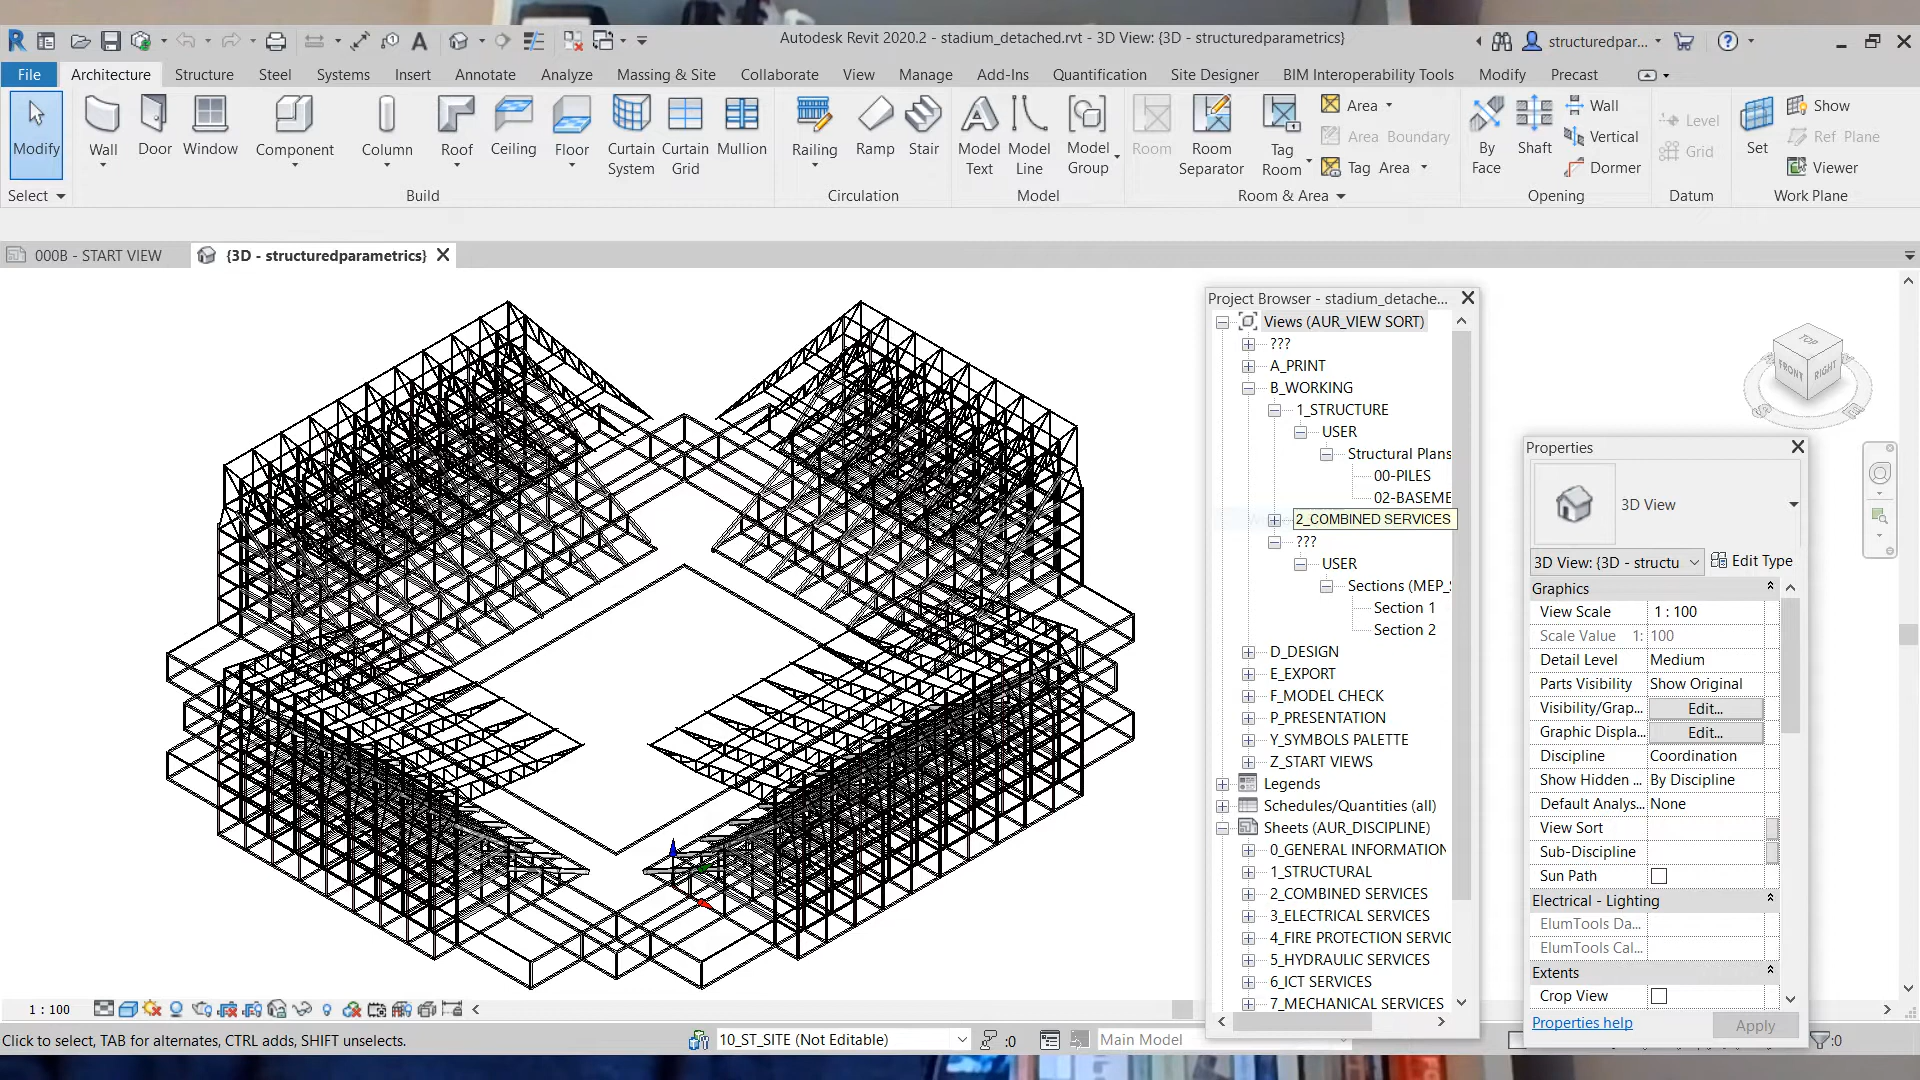 Autodesk Revit 2020.2 - stadium_detached.rvt - 3D View: {3D - structuredparametrics}
structuredpar...
File Architecture Structure Steel Systems Insert Annotate Analyze Massing & Site Collaborate View Manage Add-Ins Quantification Site Designer BIM Interoperability Tools Modify Precast
Modify Wall Door Window Component Column Roof Ceiling Floor Curtain System Curtain Grid Mullion Railing Ramp Stair Model Text Model Line Model Group Room Room Separator Tag Room Area Area Boundary Tag Area By Face Shaft Wall Vertical Dormer Level Grid Set Show Ref Plane Viewer
Select Build Circulation Model Room & Area Opening Datum Work Plane
000B - START VIEW {3D - structuredparametrics}
Project Browser - stadium_detache...
Views (AUR_VIEW SORT)
???
A_PRINT
B_WORKING
1_STRUCTURE
USER
Structural Plans
00-PILES
02-BASEME
2_COMBINED SERVICES
???
USER
Sections (MEP_
Section 1
Section 2
D_DESIGN
E_EXPORT
F_MODEL CHECK
P_PRESENTATION
Y_SYMBOLS PALETTE
Z_START VIEWS
Legends
Schedules/Quantities (all)
Sheets (AUR_DISCIPLINE)
0_GENERAL INFORMATION
1_STRUCTURAL
2_COMBINED SERVICES
3_ELECTRICAL SERVICES
4_FIRE PROTECTION SERVIC
5_HYDRAULIC SERVICES
6_ICT SERVICES
7_MECHANICAL SERVICES
TOP
FRONT RIGHT
S E
Properties
3D View
3D View: {3D - structu Edit Type
Graphics
View Scale 1 : 100
Scale Value 1: 100
Detail Level Medium
Parts Visibility Show Original
Visibility/Grap... Edit...
Graphic Displa... Edit...
Discipline Coordination
Show Hidden ... By Discipline
Default Analys... None
View Sort
Sub-Discipline
Sun Path
Electrical - Lighting
ElumTools Da...
ElumTools Cal...
Extents
Crop View
Properties help Apply
1 : 100
Click to select, TAB for alternates, CTRL adds, SHIFT unselects. 10_ST_SITE (Not Editable) :0 Main Model :0